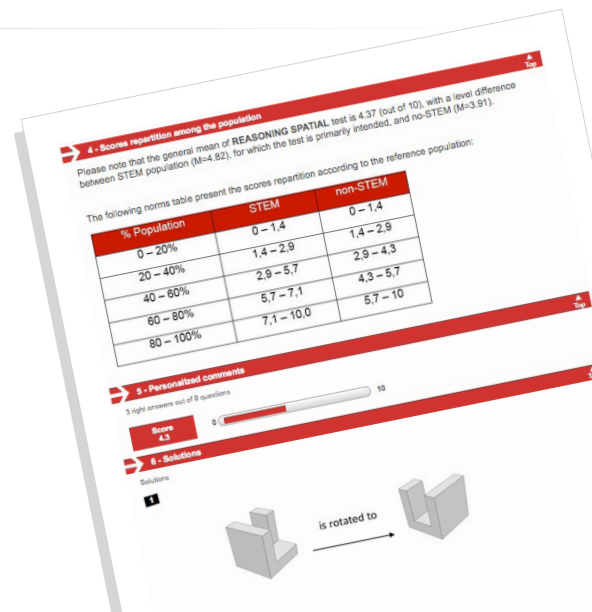 Top
4 - Scores repartition among the population
Please note that the general mean of REASONING SPATIAL test is 4.37 (out of 10), with a level difference
between STEM population (M=4.82), for which the test is primarily intended, and no-STEM (M=3.91).
The following norms table present the scores repartition according to the reference population:
% Population STEM non-STEM
0 – 20% 0 – 1,4 0 – 1,4
20 – 40% 1,4 – 2,9 1,4 – 2,9
40 – 60% 2,9 – 5,7 2,9 – 4,3
60 – 80% 5,7 – 7,1 4,3 – 5,7
80 – 100% 7,1 – 10,0 5,7 – 10
Top
5 - Personalized comments
3 right answers out of 8 questions
Score
4.3
0 10
6 - Solutions
Solutions
1
is rotated to